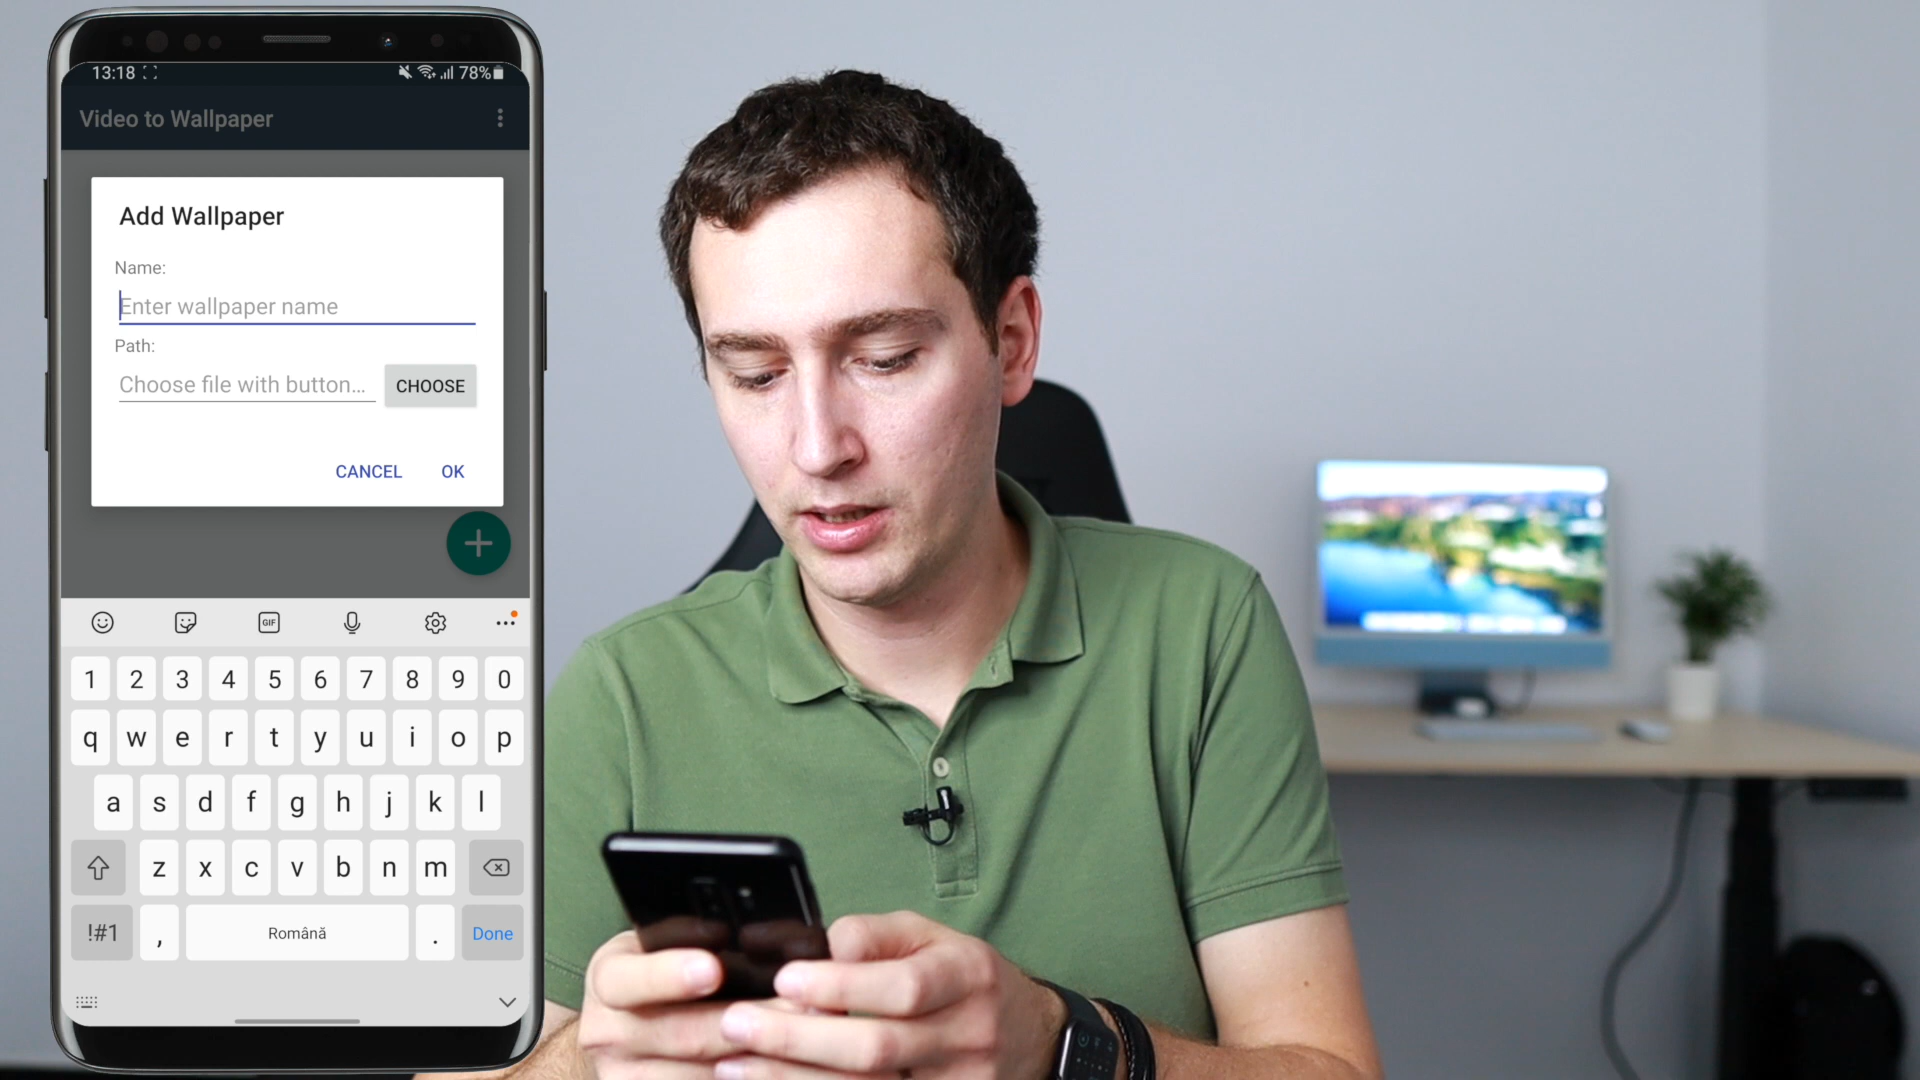 13:18 78%
Video to Wallpaper
Add Wallpaper
Name:
Enter wallpaper name
Path:
Choose file with button... CHOOSE
CANCEL OK
GIF
1 2 3 4 5 6 7 8 9 0
q w e r t y u i o p
a s d f g h j k l
z x c v b n m
!#1 , Română . Done